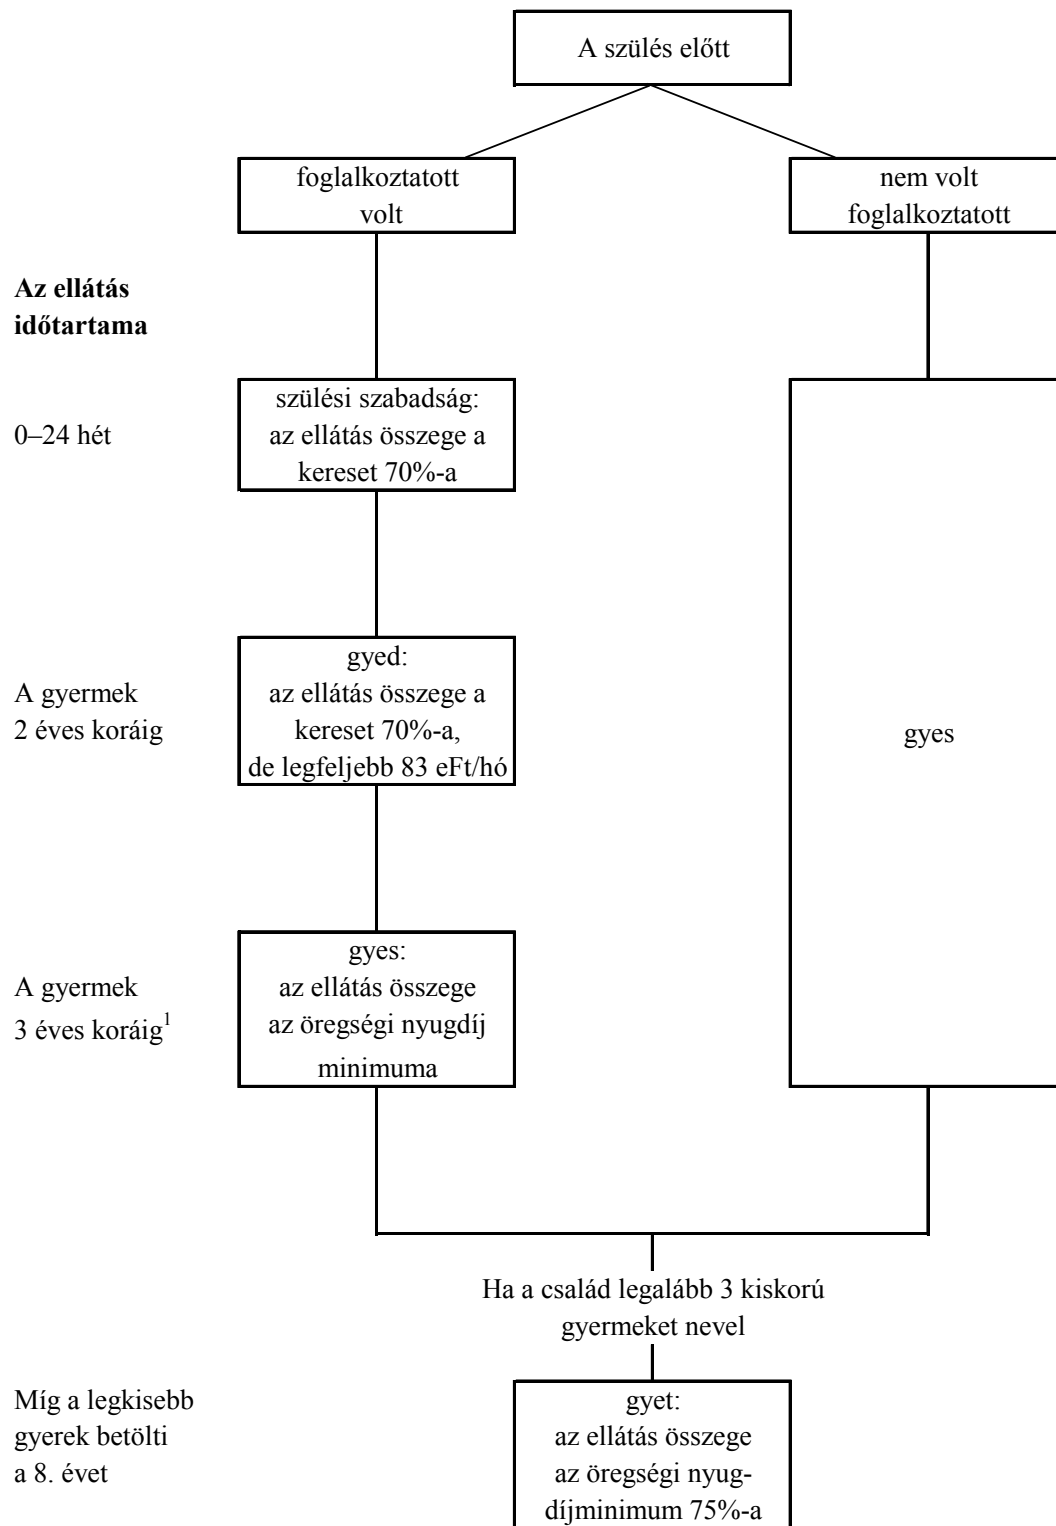 A szülés előtt
foglalkoztatott
volt
nem volt
foglalkoztatott
Az ellátás
időtartama
0–24 hét
szülési szabadság:
az ellátás összege a
kereset 70%-a
A gyermek
2 éves koráig
gyed:
az ellátás összege a
kereset 70%-a,
de legfeljebb 83 eFt/hó
gyes
A gyermek
3 éves koráig¹
gyes:
az ellátás összege
az öregségi nyugdíj
minimuma
Ha a család legalább 3 kiskorú
gyermeket nevel
Míg a legkisebb
gyerek betölti
a 8. évet
gyet:
az ellátás összege
az öregségi nyug-
díjminimum 75%-a